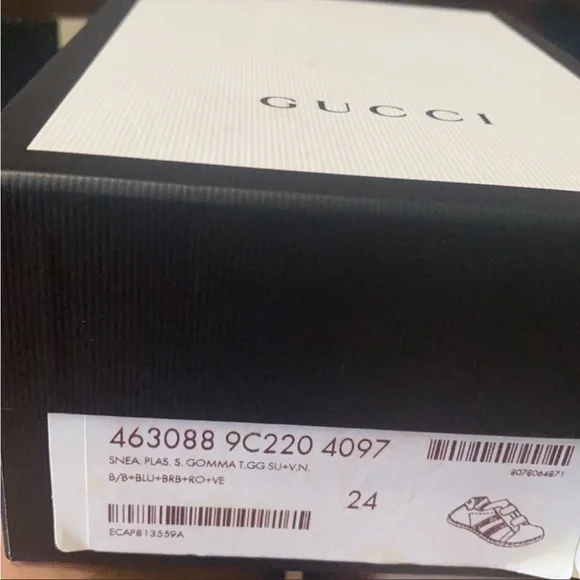 GUCCI
463088 9C220 4097
SNEA. PLAS. S. GOMMA T.GG SU+V.N.
B/B+BLU+BRB+RO+VE
8078064871
24
ECAP813559A